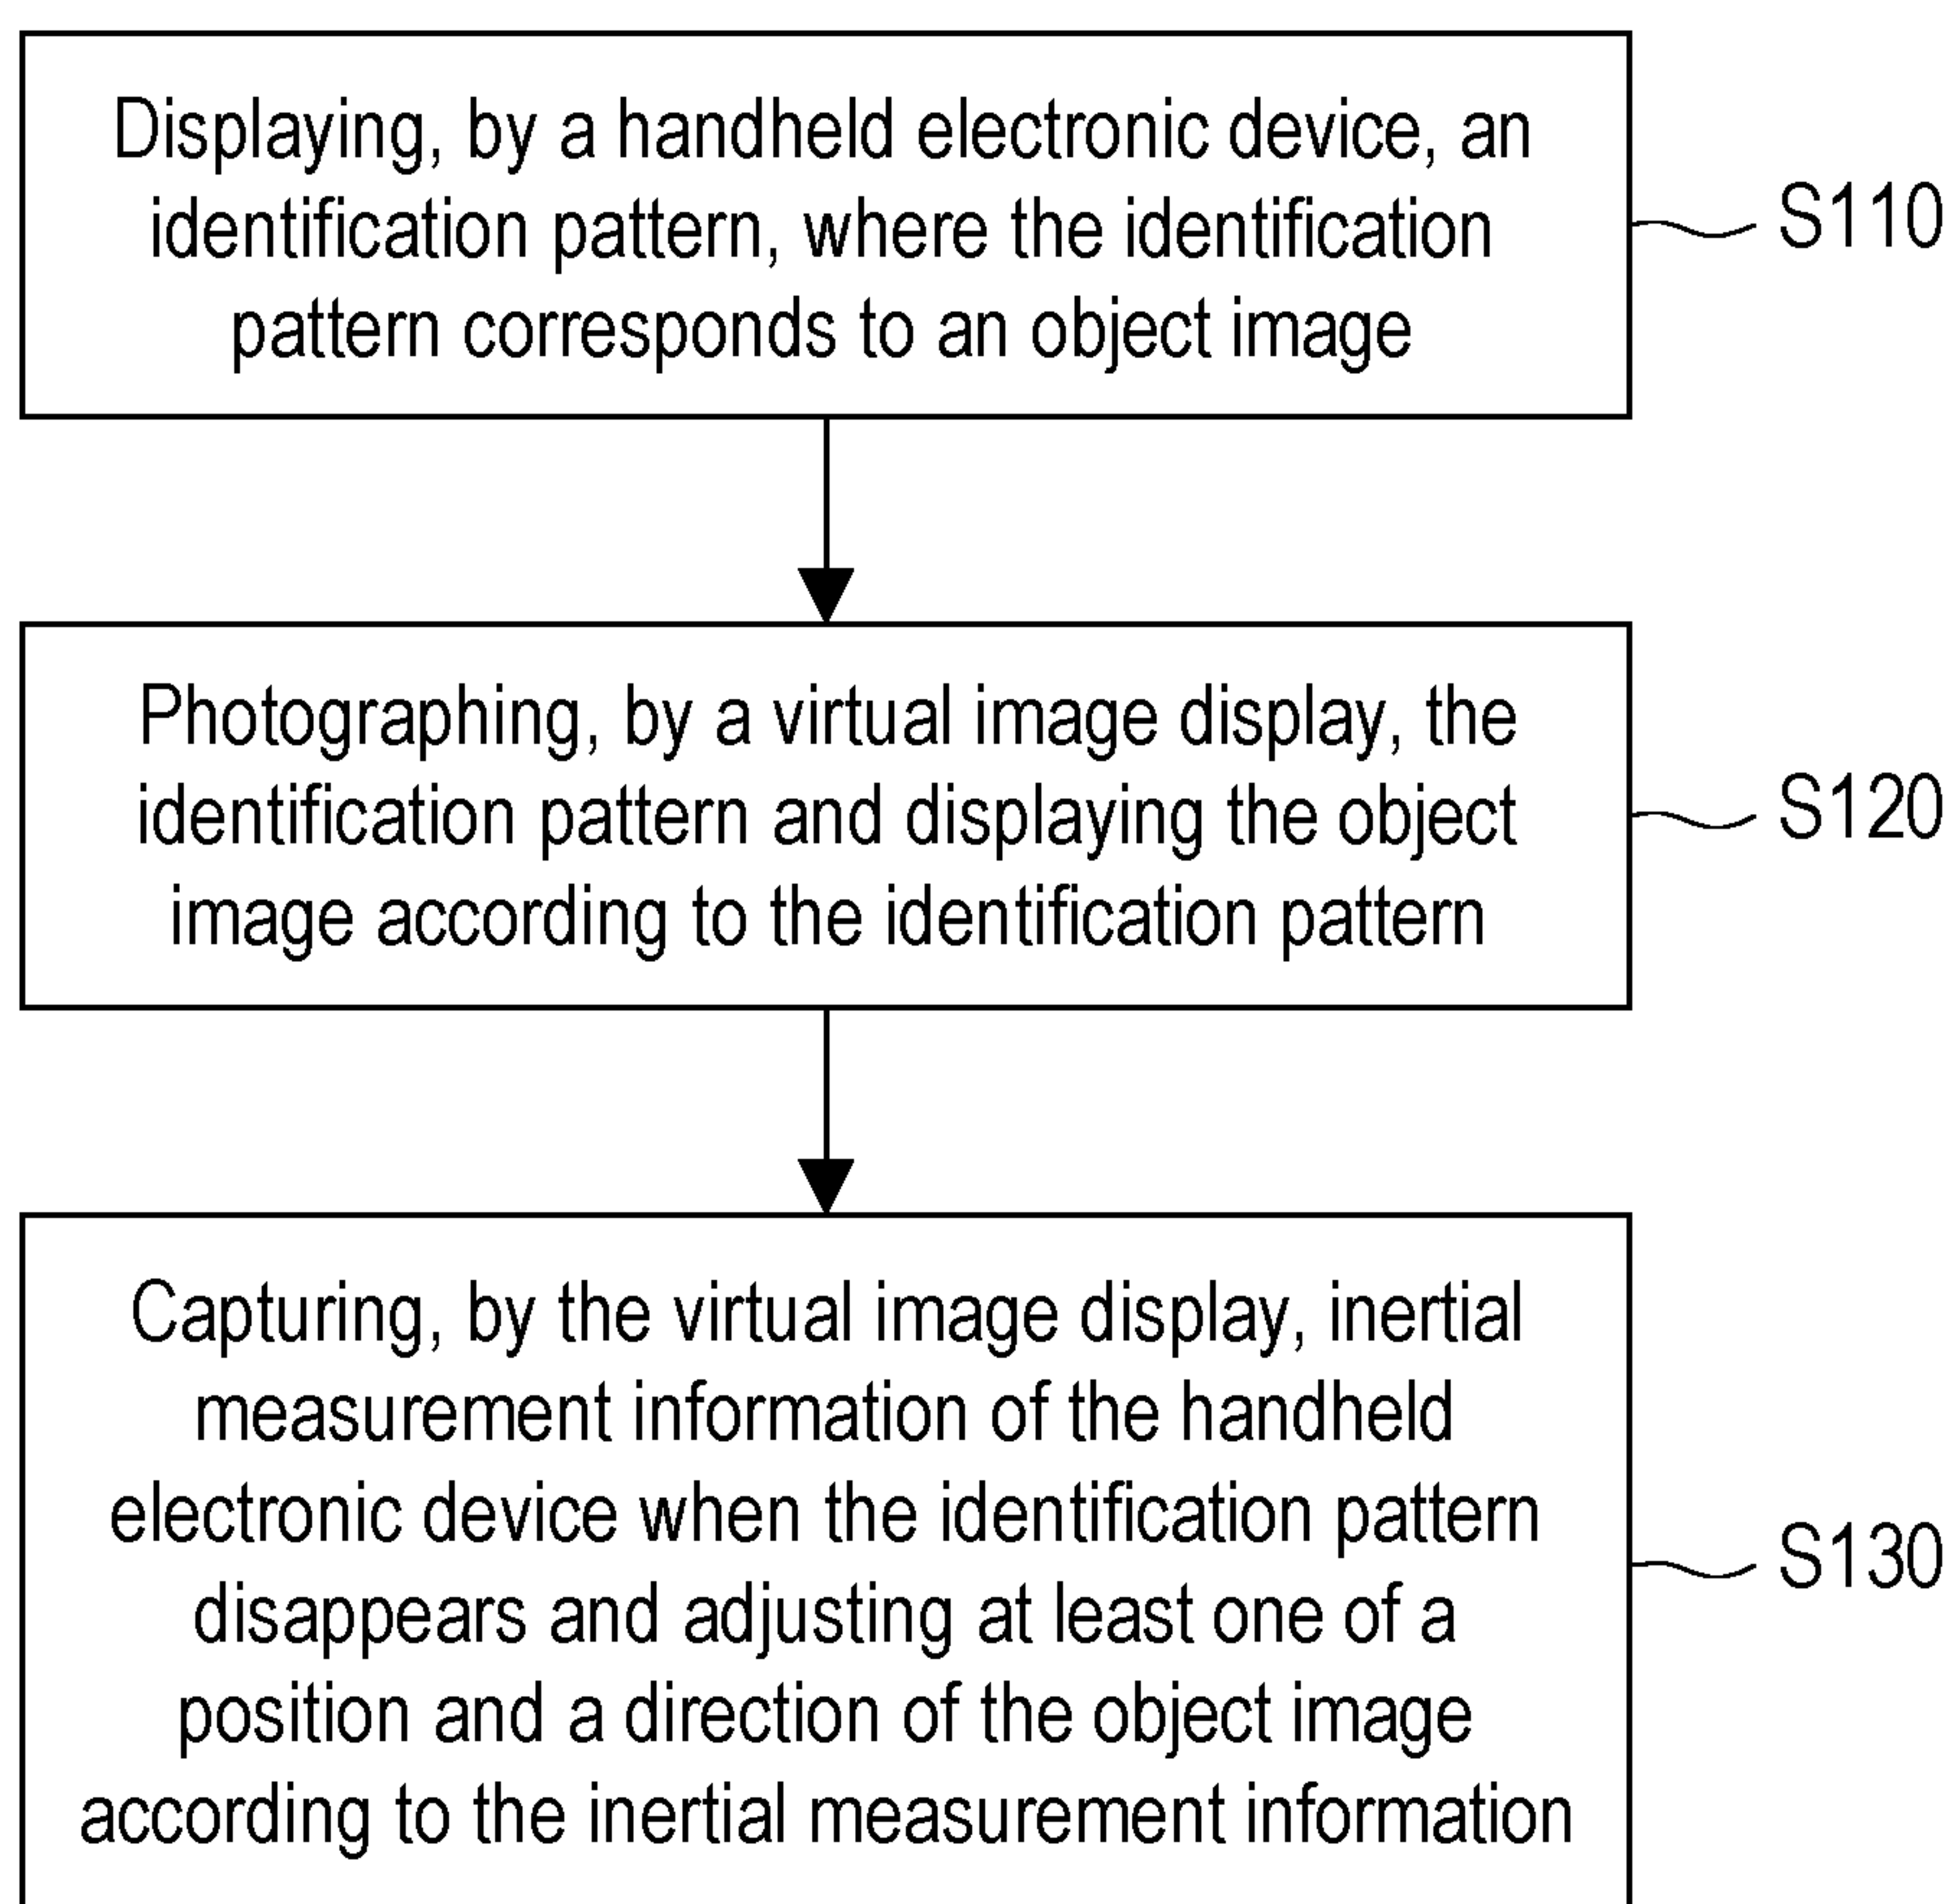 Displaying, by a handheld electronic device, an
identification pattern, where the identification
pattern corresponds to an object image
S110
Photographing, by a virtual image display, the
identification pattern and displaying the object
image according to the identification pattern
S120
Capturing, by the virtual image display, inertial
measurement information of the handheld
electronic device when the identification pattern
disappears and adjusting at least one of a
position and a direction of the object image
according to the inertial measurement information
S130